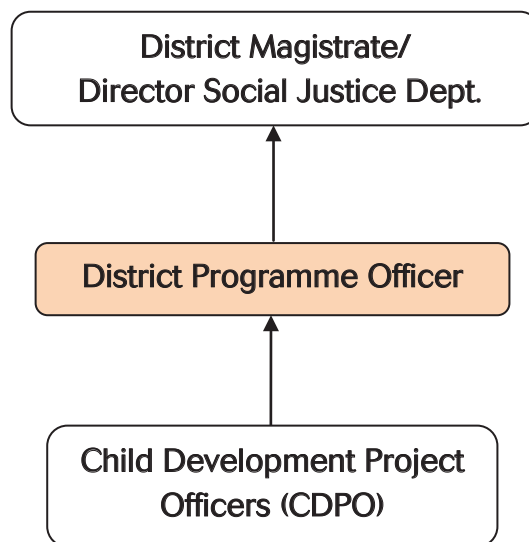 District Magistrate/
Director Social Justice Dept.
District Programme Officer
Child Development Project
Officers (CDPO)